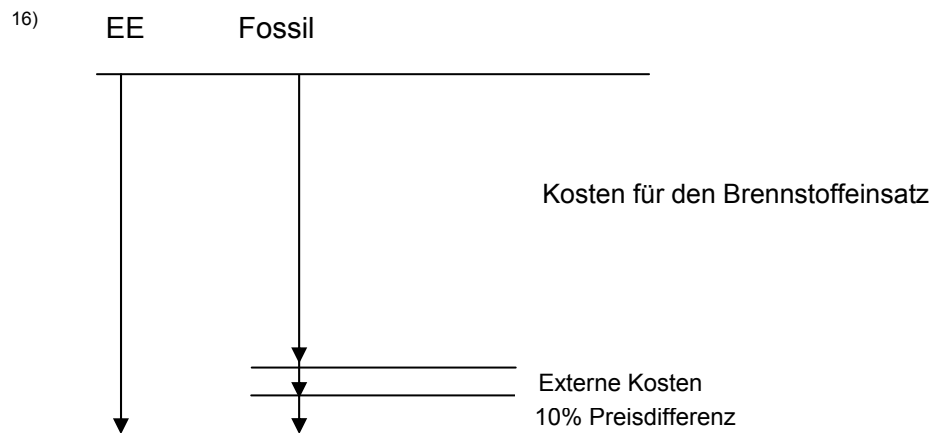 16)
EE Fossil
Kosten für den Brennstoffeinsatz
Externe Kosten
10% Preisdifferenz